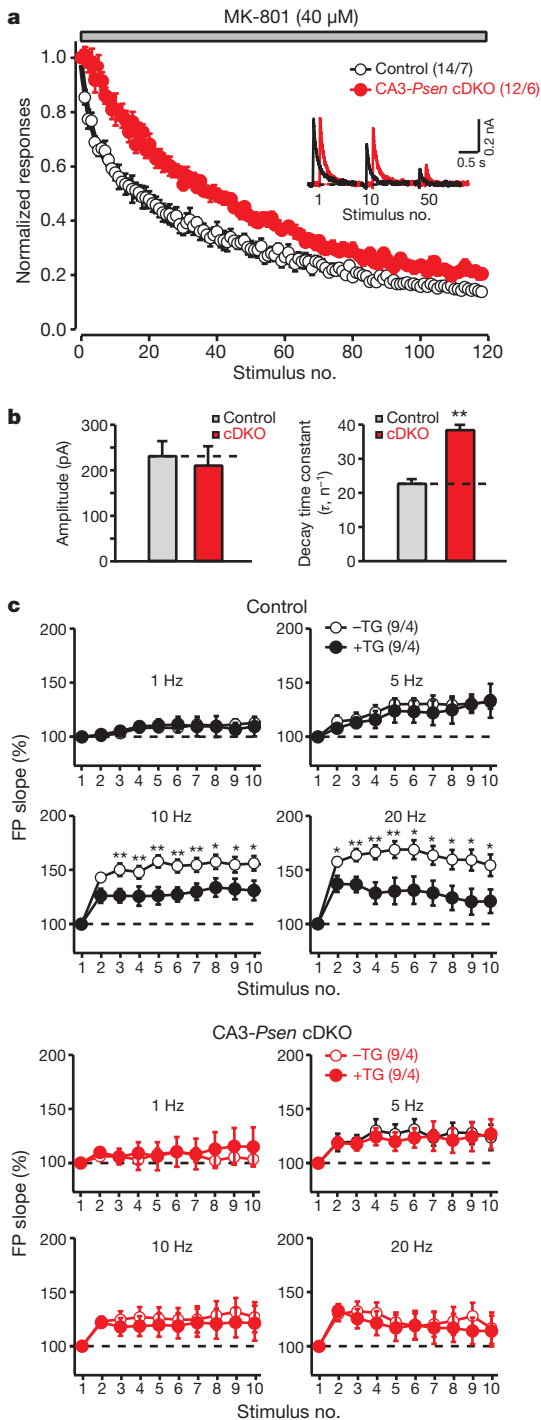 a
MK-801 (40 μM)
Normalized responses
1.0
0.8
0.6
0.4
0.2
0.0
0 20 40 60 80 100 120
Stimulus no.
Control (14/7)
CA3-Psen cDKO (12/6)
0.2 nA
0.5 s
1 10 50
Stimulus no.
b
Amplitude (pA)
300
200
100
0
Control
cDKO
Decay time constant
(τ, n⁻¹)
60
40
20
0
Control
cDKO
**
c
Control
FP slope (%)
200
150
100
1 Hz
1 2 3 4 5 6 7 8 9 10
–TG (9/4)
+TG (9/4)
200
150
100
5 Hz
1 2 3 4 5 6 7 8 9 10
200
150
100
10 Hz
** ** ** ** ** * * *
1 2 3 4 5 6 7 8 9 10
200
150
100
20 Hz
* ** ** ** * * * * *
1 2 3 4 5 6 7 8 9 10
Stimulus no.
CA3-Psen cDKO
FP slope (%)
200
150
100
1 Hz
1 2 3 4 5 6 7 8 9 10
–TG (9/4)
+TG (9/4)
200
150
100
5 Hz
1 2 3 4 5 6 7 8 9 10
200
150
100
10 Hz
1 2 3 4 5 6 7 8 9 10
200
150
100
20 Hz
1 2 3 4 5 6 7 8 9 10
Stimulus no.